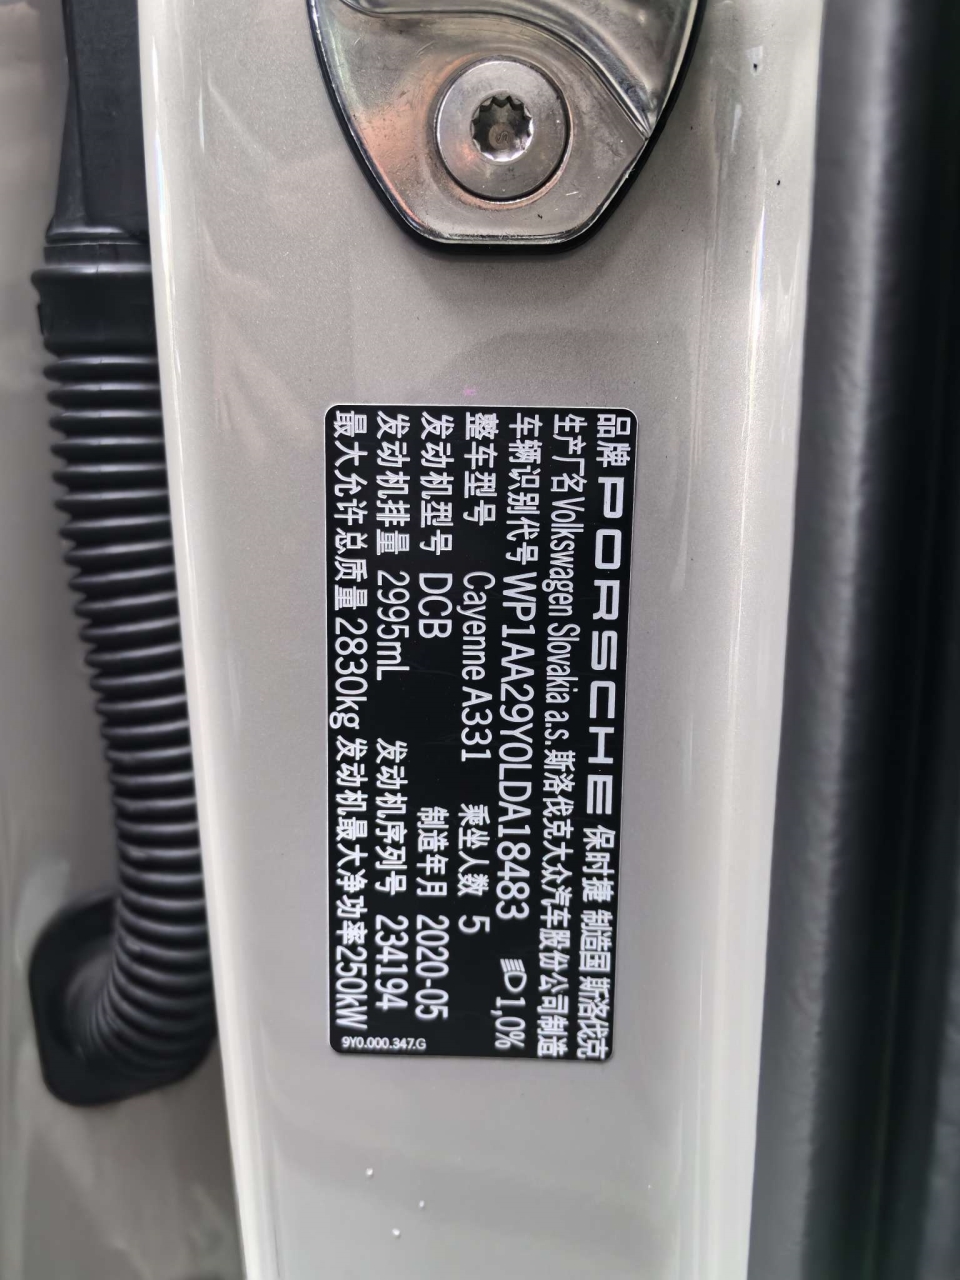 品牌 PORSCHE 保时捷 制造国 斯洛伐克
生产厂名 Volkswagen Slovakia a.s. 斯洛伐克大众汽车股份公司制造
车辆识别代号 WP1AA29Y0LDA18483 1,0%
整车型号 Cayenne A331 乘坐人数 5
发动机型号 DCB 制造年月 2020-05
发动机排量 2995mL 发动机序列号 234194
最大允许总质量 2830kg 发动机最大净功率250kW
9Y0.000.347.G